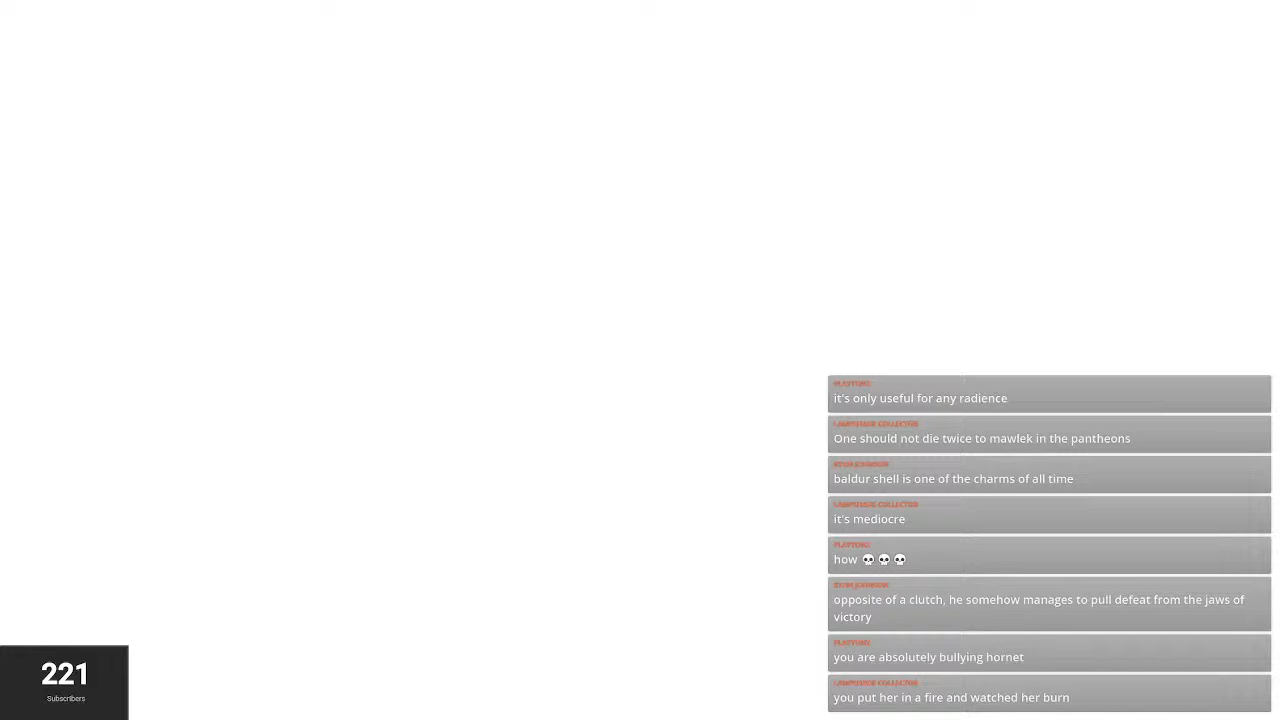 it's only useful for any radience
One should not die twice to mawlek in the pantheons
baldur shell is one of the charms of all time
it's mediocre
how 💀💀💀
opposite of a clutch, he somehow manages to pull defeat from the jaws of
victory
you are absolutely bullying hornet
you put her in a fire and watched her burn
221
Subscribers